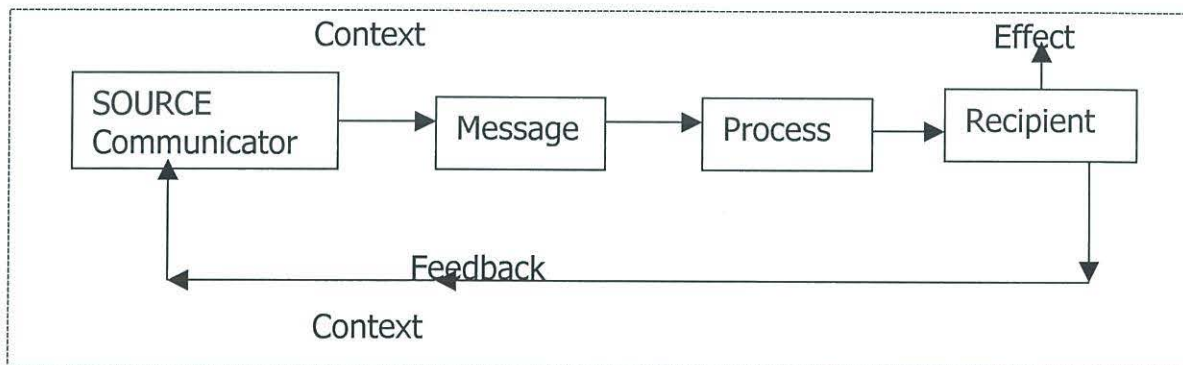 Context
Effect
SOURCE
Communicator
Message
Process
Recipient
Feedback
Context